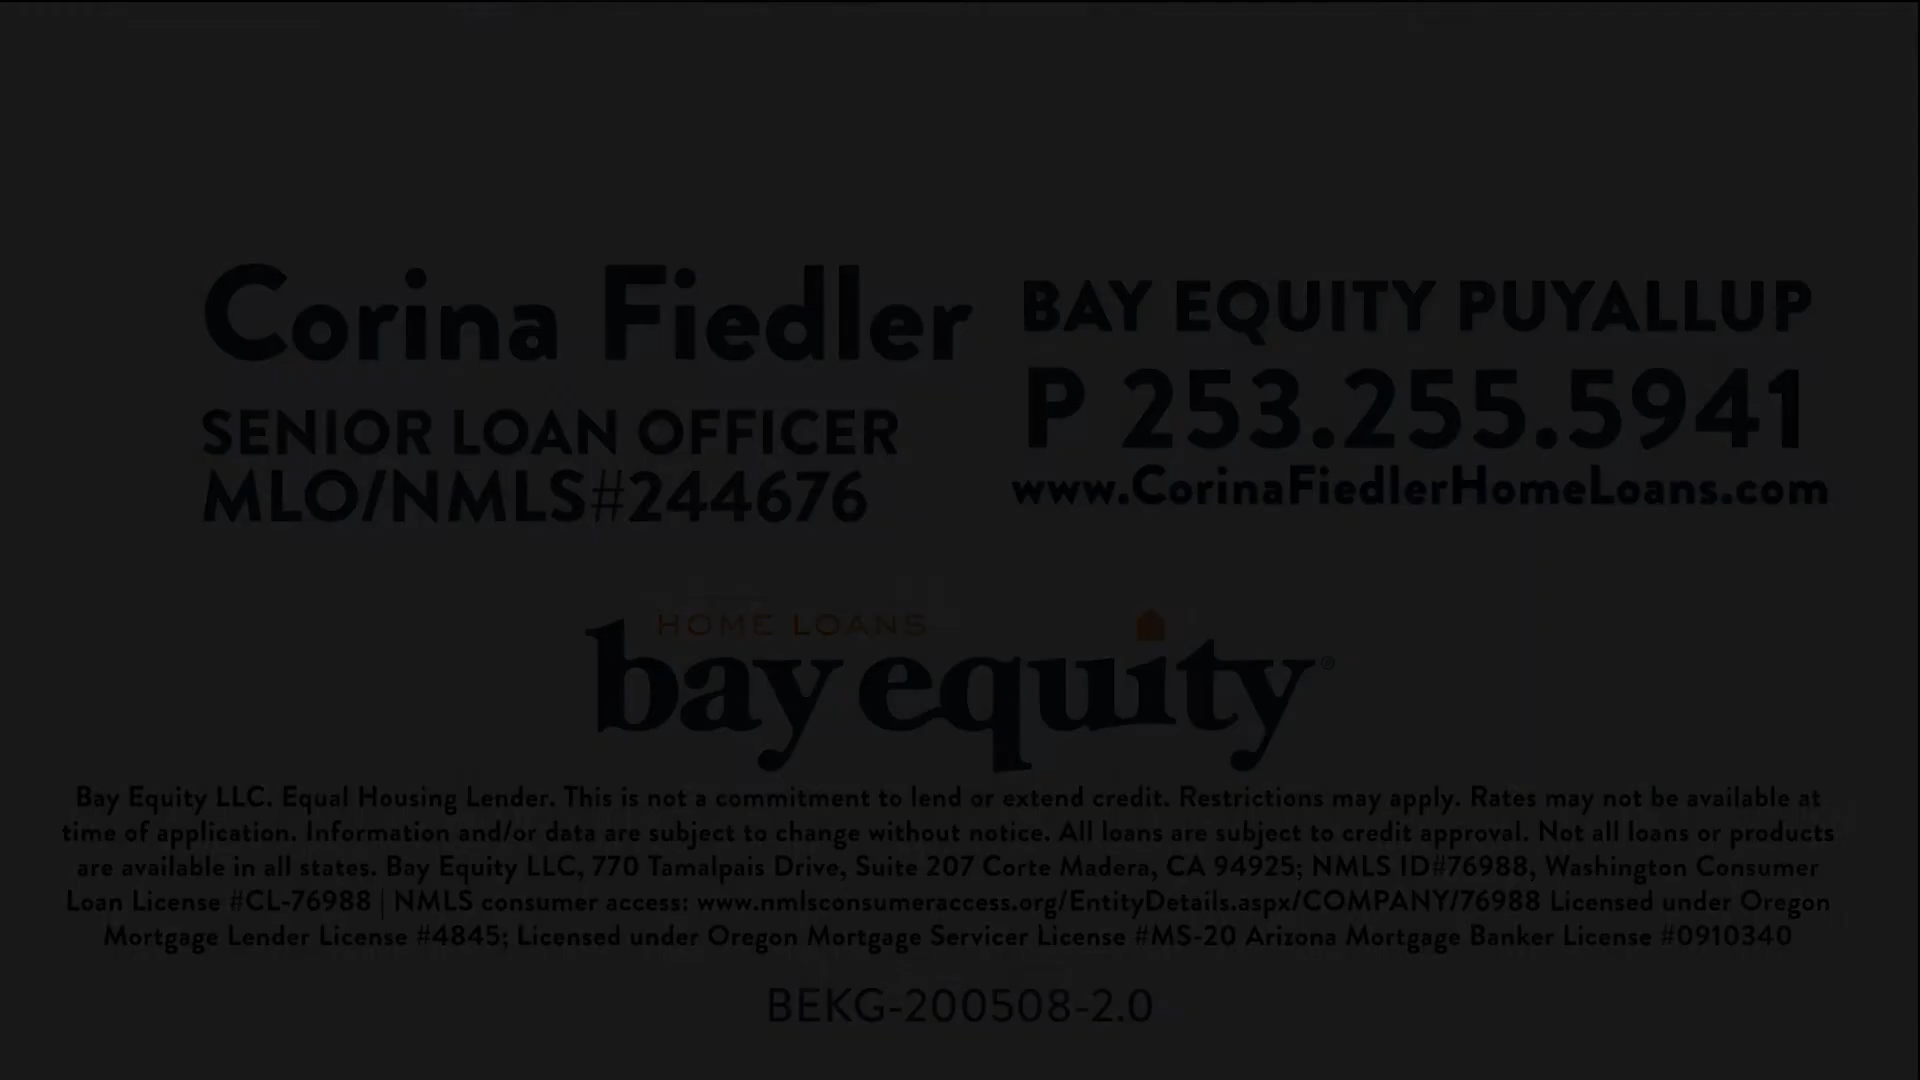 Corina Fiedler
SENIOR LOAN OFFICER
MLO/NMLS#244676
BAY EQUITY PUYALLUP
P 253.255.5941
www.CorinaFiedlerHomeLoans.com
HOME LOANS
bay equity®
Bay Equity LLC. Equal Housing Lender. This is not a commitment to lend or extend credit. Restrictions may apply. Rates may not be available at
time of application. Information and/or data are subject to change without notice. All loans are subject to credit approval. Not all loans or products
are available in all states. Bay Equity LLC, 770 Tamalpais Drive, Suite 207 Corte Madera, CA 94925; NMLS ID#76988, Washington Consumer
Loan License #CL-76988 | NMLS consumer access: www.nmlsconsumeraccess.org/EntityDetails.aspx/COMPANY/76988 Licensed under Oregon
Mortgage Lender License #4845; Licensed under Oregon Mortgage Servicer License #MS-20 Arizona Mortgage Banker License #0910340
BEKG-200508-2.0